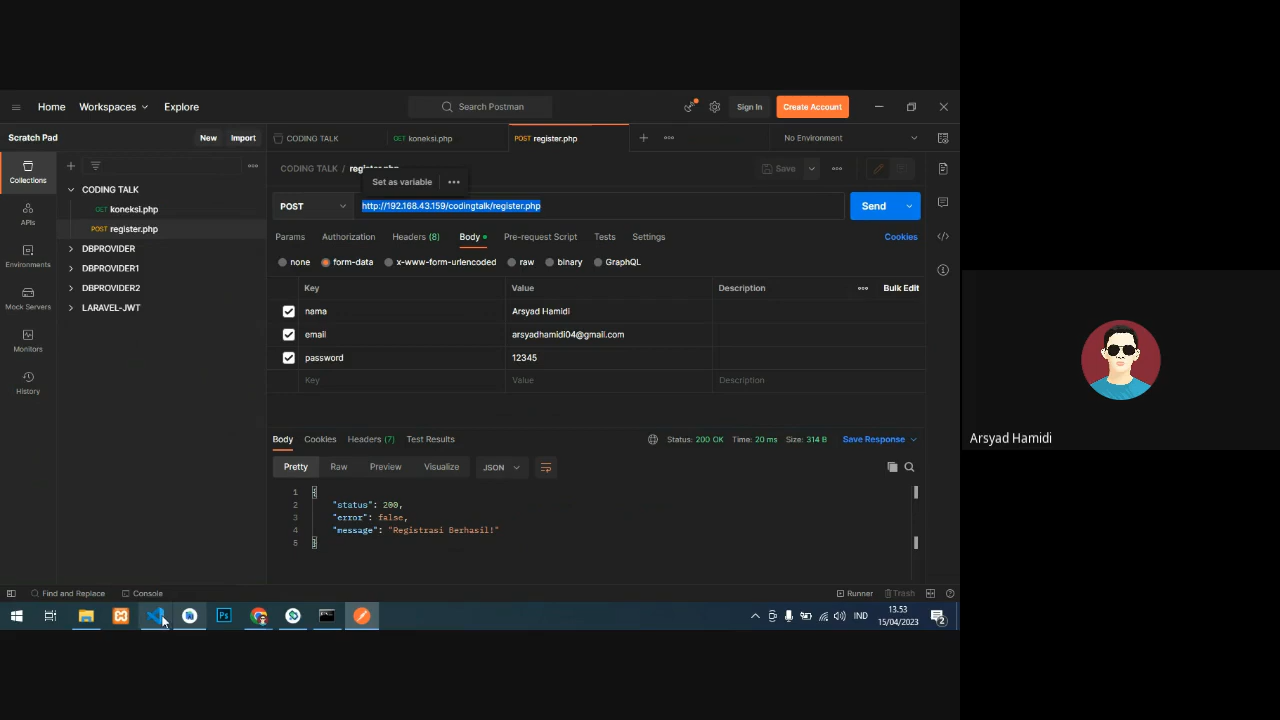 Home Workspaces Explore Search Postman Sign In Create Account
Scratch Pad New Import CODING TALK GET koneksi.php POST register.php No Environment
Collections
APIs
Environments
Mock Servers
Monitors
History
CODING TALK
GET koneksi.php
POST register.php
DBPROVIDER
DBPROVIDER1
DBPROVIDER2
LARAVEL-JWT
CODING TALK / register.php Save
Set as variable
POST http://192.168.43.159/codingtalk/register.php Send
Params Authorization Headers (8) Body Pre-request Script Tests Settings Cookies
none form-data x-www-form-urlencoded raw binary GraphQL
Key Value Description Bulk Edit
nama Arsyad Hamidi
email arsyadhamidi04@gmail.com
password 12345
Key Value Description
Body Cookies Headers (7) Test Results Status: 200 OK Time: 20 ms Size: 314 B Save Response
Pretty Raw Preview Visualize JSON
1 {
2 "status": 200,
3 "error": false,
4 "message": "Registrasi Berhasil!"
5 }
Find and Replace Console Runner Trash
Ps IND 13.53
15/04/2023 2
Arsyad Hamidi